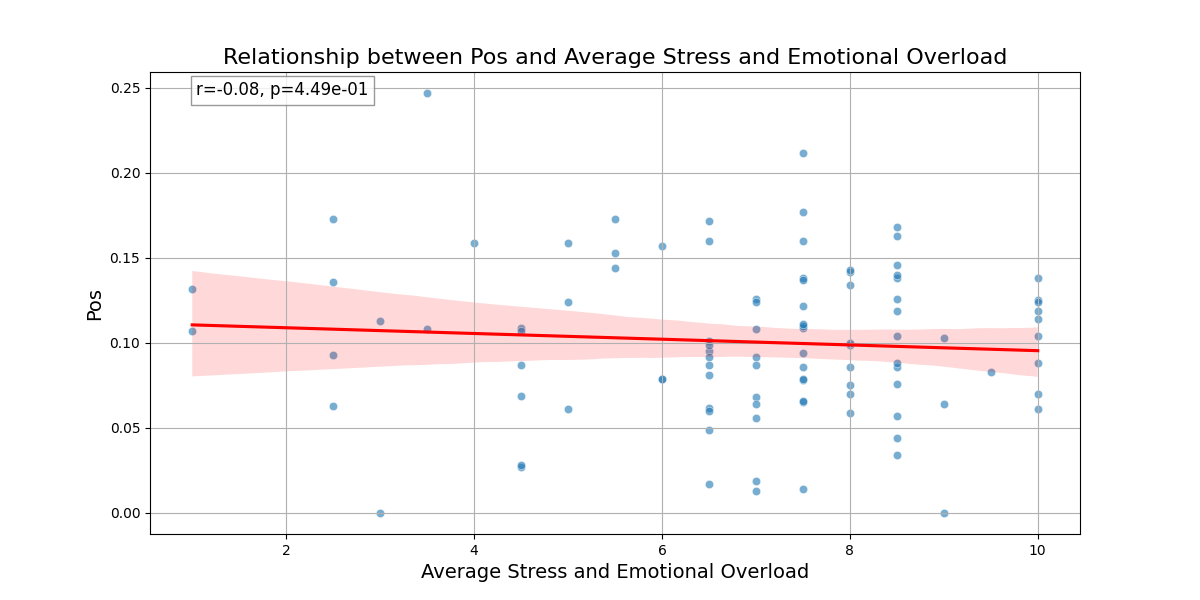 Relationship between Pos and Average Stress and Emotional Overload
r=-0.08, p=4.49e-01
0.25
0.20
0.15
0.10
0.05
0.00
Pos
2
4
6
8
10
Average Stress and Emotional Overload